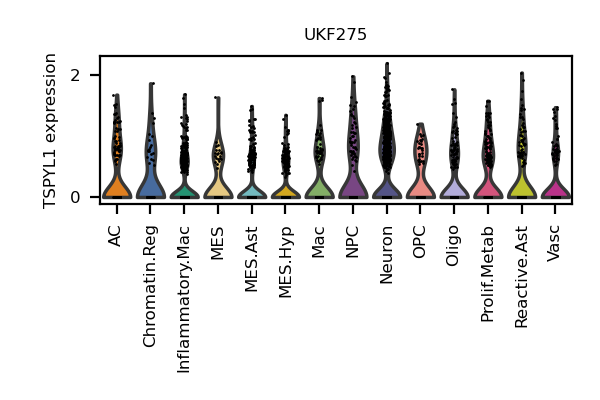 UKF275
TSPYL1 expression
2
0
AC
Chromatin.Reg
Inflammatory.Mac
MES
MES.Ast
MES.Hyp
Mac
NPC
Neuron
OPC
Oligo
Prolif.Metab
Reactive.Ast
Vasc